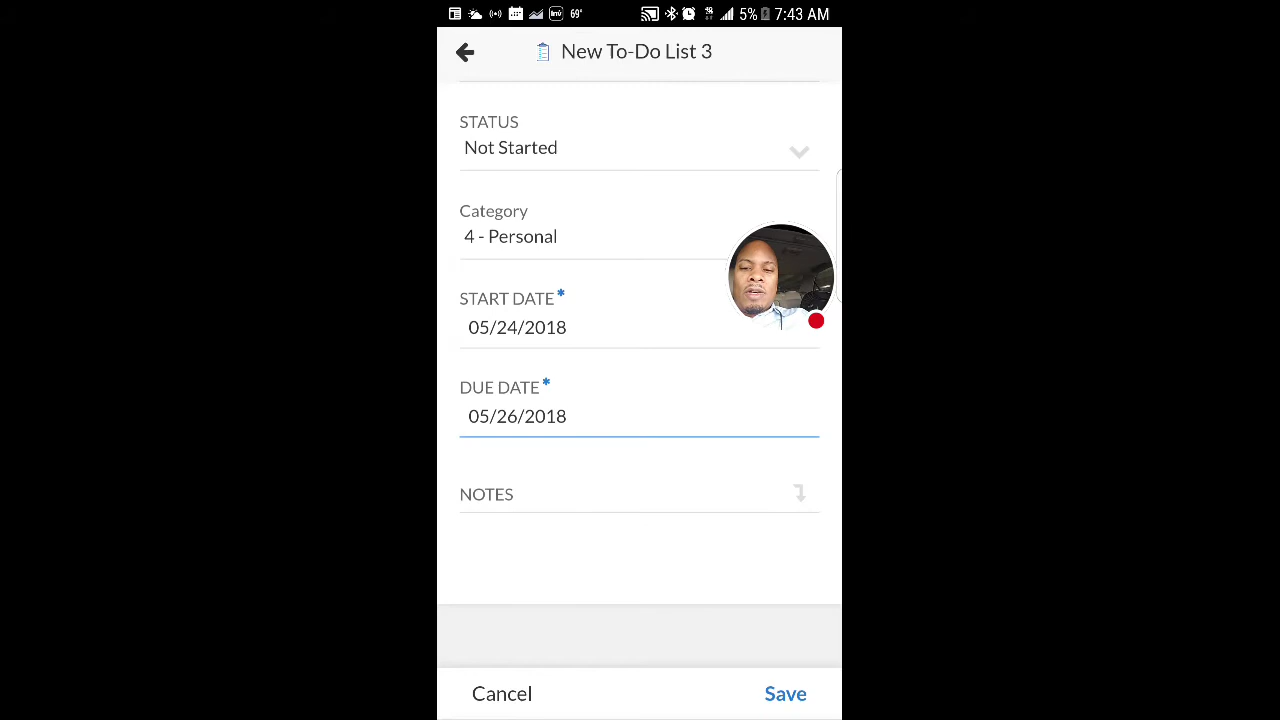 69° 5% 7:43 AM
New To-Do List 3
STATUS
Not Started
Category
4 - Personal
START DATE*
05/24/2018
DUE DATE*
05/26/2018
NOTES
Cancel Save